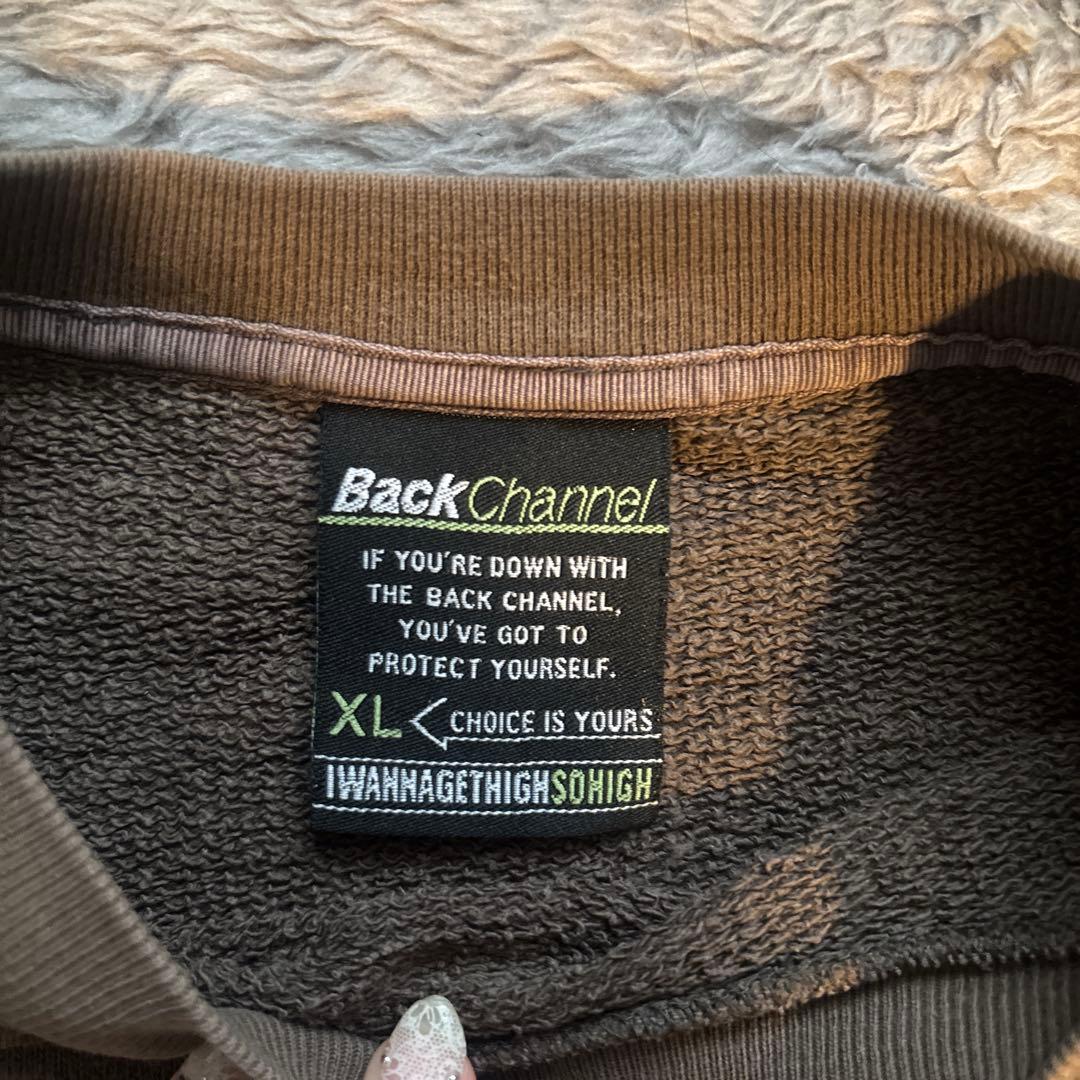 BackChannel
IF YOU'RE DOWN WITH
THE BACK CHANNEL,
YOU'VE GOT TO
PROTECT YOURSELF.
XL CHOICE IS YOURS
IWANNAGETHIGHSOHIGH